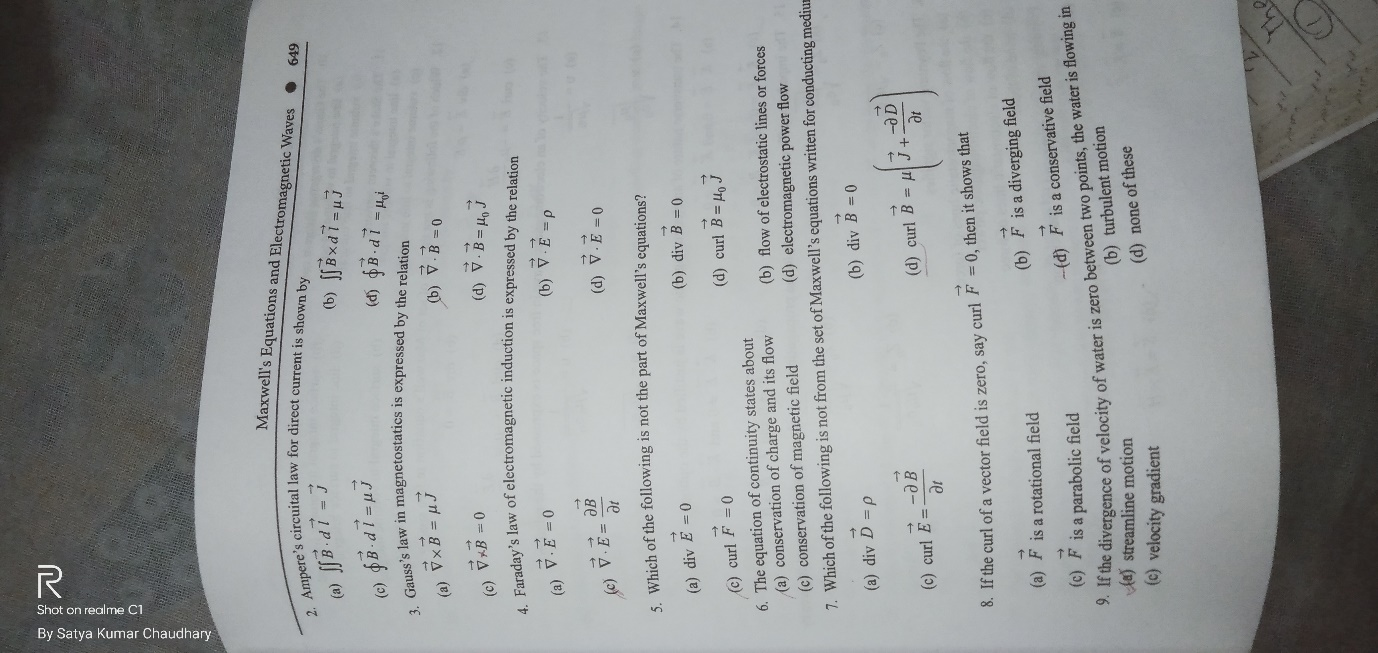 Maxwell's Equations and Electromagnetic Waves ● 649
2. Ampere's circuital law for direct current is shown by
(a) ∬B⃗ . d l⃗ = J⃗ (b) ∬B⃗ × d l⃗ = μ J⃗
(c) ∮B⃗ · d l⃗ = μ J⃗ (d) ∮B⃗ · d l⃗ = μ₀i
3. Gauss's law in magnetostatics is expressed by the relation
(a) ∇⃗ × B⃗ = μ J⃗ (b) ∇⃗ · B⃗ = 0
(c) ∇⃗ × B⃗ = 0 (d) ∇⃗ · B⃗ = μ₀ J⃗
4. Faraday's law of electromagnetic induction is expressed by the relation
(a) ∇⃗ · E⃗ = 0 (b) ∇⃗ · E⃗ = ρ
(c) ∇⃗ · E⃗ = ∂B⃗/∂t (d) ∇⃗ · E⃗ = 0
5. Which of the following is not the part of Maxwell's equations?
(a) div E⃗ = 0 (b) div B⃗ = 0
(c) curl F⃗ = 0 (d) curl B⃗ = μ₀ J⃗
6. The equation of continuity states about
(a) conservation of charge and its flow (b) flow of electrostatic lines or forces
(c) conservation of magnetic field (d) electromagnetic power flow
7. Which of the following is not from the set of Maxwell's equations written for conducting mediu
(a) div D⃗ = ρ (b) div B⃗ = 0
(c) curl E⃗ = −∂B⃗/∂t (d) curl B⃗ = μ(J⃗ + −∂D⃗/∂t)
8. If the curl of a vector field is zero, say curl F⃗ = 0, then it shows that
(a) F⃗ is a rotational field (b) F⃗ is a diverging field
(c) F⃗ is a parabolic field (d) F⃗ is a conservative field
9. If the divergence of velocity of water is zero between two points, the water is flowing in
(a) streamline motion (b) turbulent motion
(c) velocity gradient (d) none of these
R
Shot on realme C1
By Satya Kumar Chaudhary